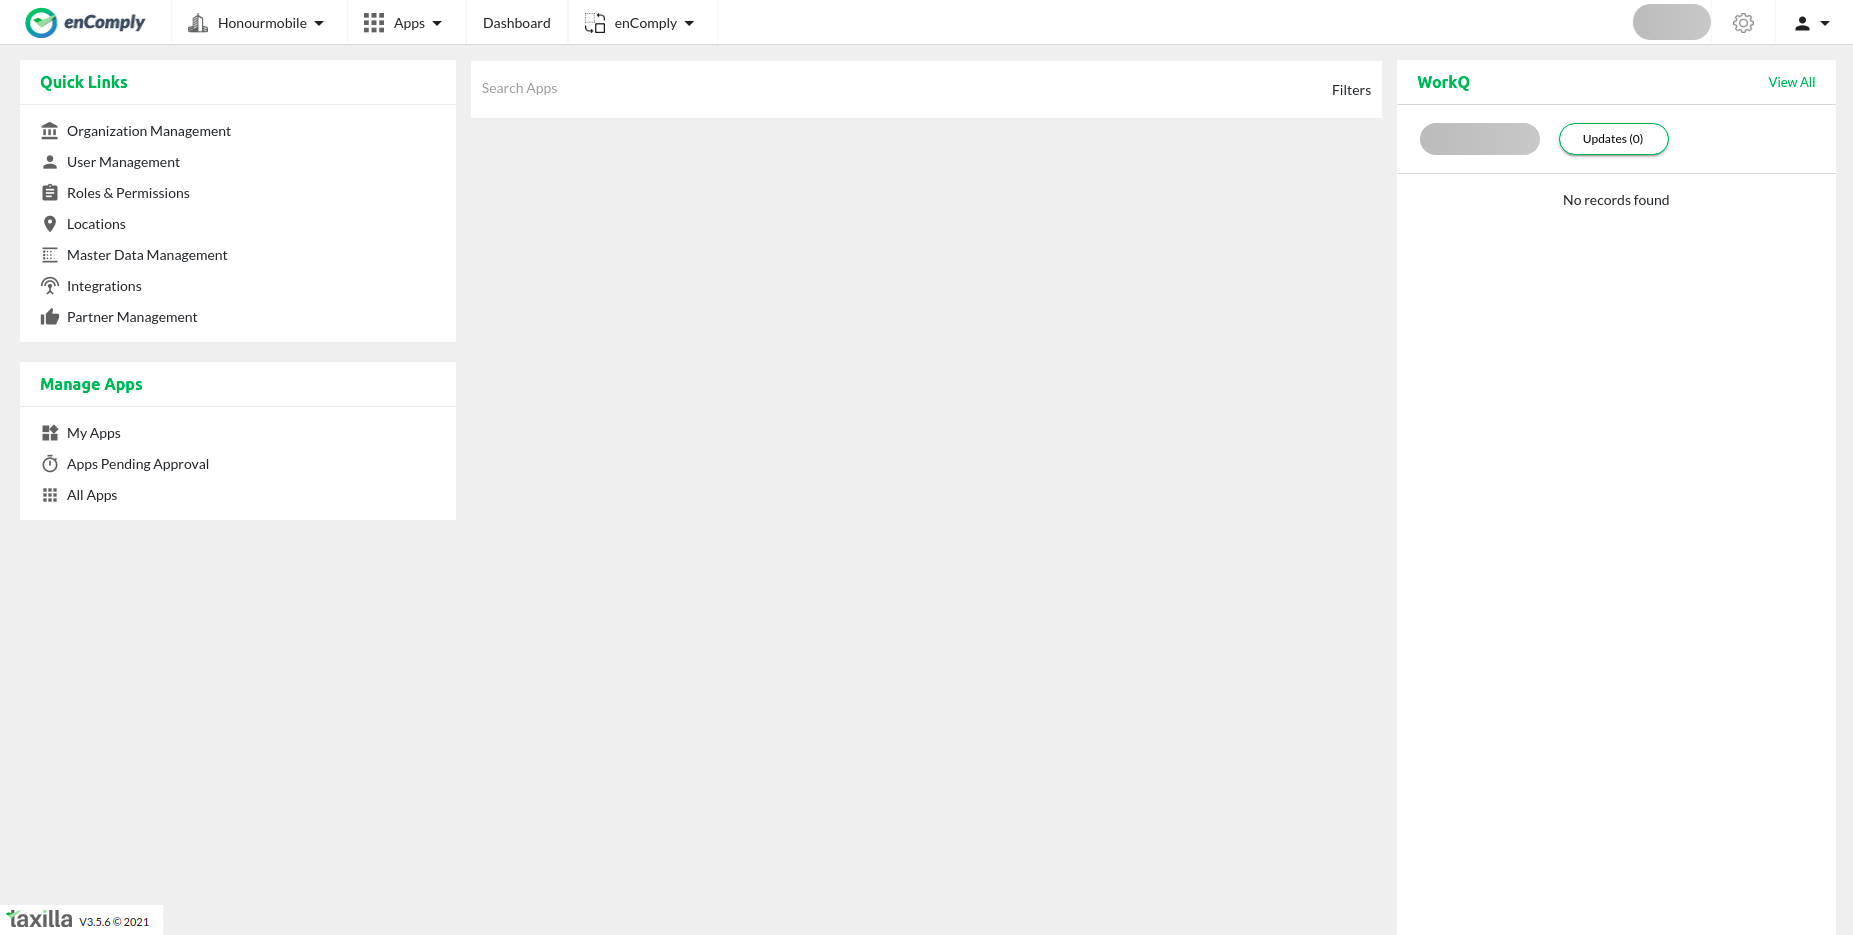 enComply
Honourmobile
Apps
Dashboard
enComply
Quick Links
Organization Management
User Management
Roles & Permissions
Locations
Master Data Management
Integrations
Partner Management
Manage Apps
My Apps
Apps Pending Approval
All Apps
Search Apps
Filters
WorkQ
View All
Updates (0)
No records found
taxilla V3.5.6 © 2021